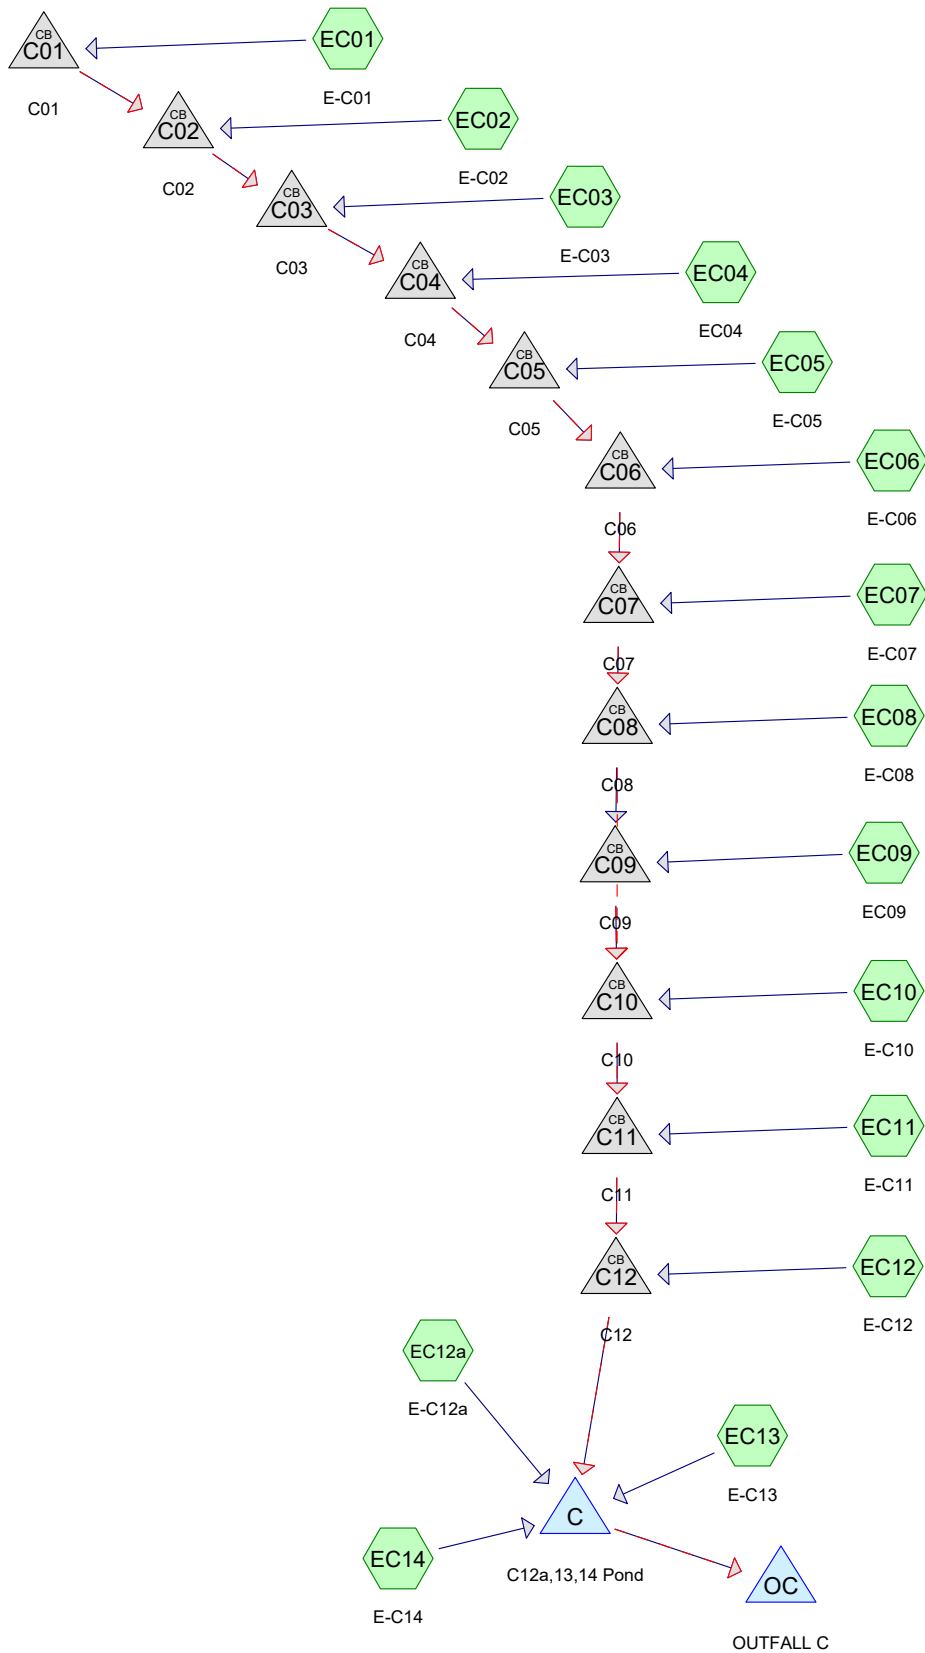 CB
C01
EC01
C01
E-C01
CB
C02
EC02
C02
E-C02
CB
C03
EC03
C03
E-C03
CB
C04
EC04
C04
EC04
CB
C05
EC05
C05
E-C05
CB
C06
EC06
C06
E-C06
CB
C07
EC07
C07
E-C07
CB
C08
EC08
C08
E-C08
CB
C09
EC09
C09
EC09
CB
C10
EC10
C10
E-C10
CB
C11
EC11
C11
E-C11
CB
C12
EC12
C12
E-C12
EC12a
E-C12a
EC13
E-C13
C
C12a,13,14 Pond
EC14
E-C14
OC
OUTFALL C